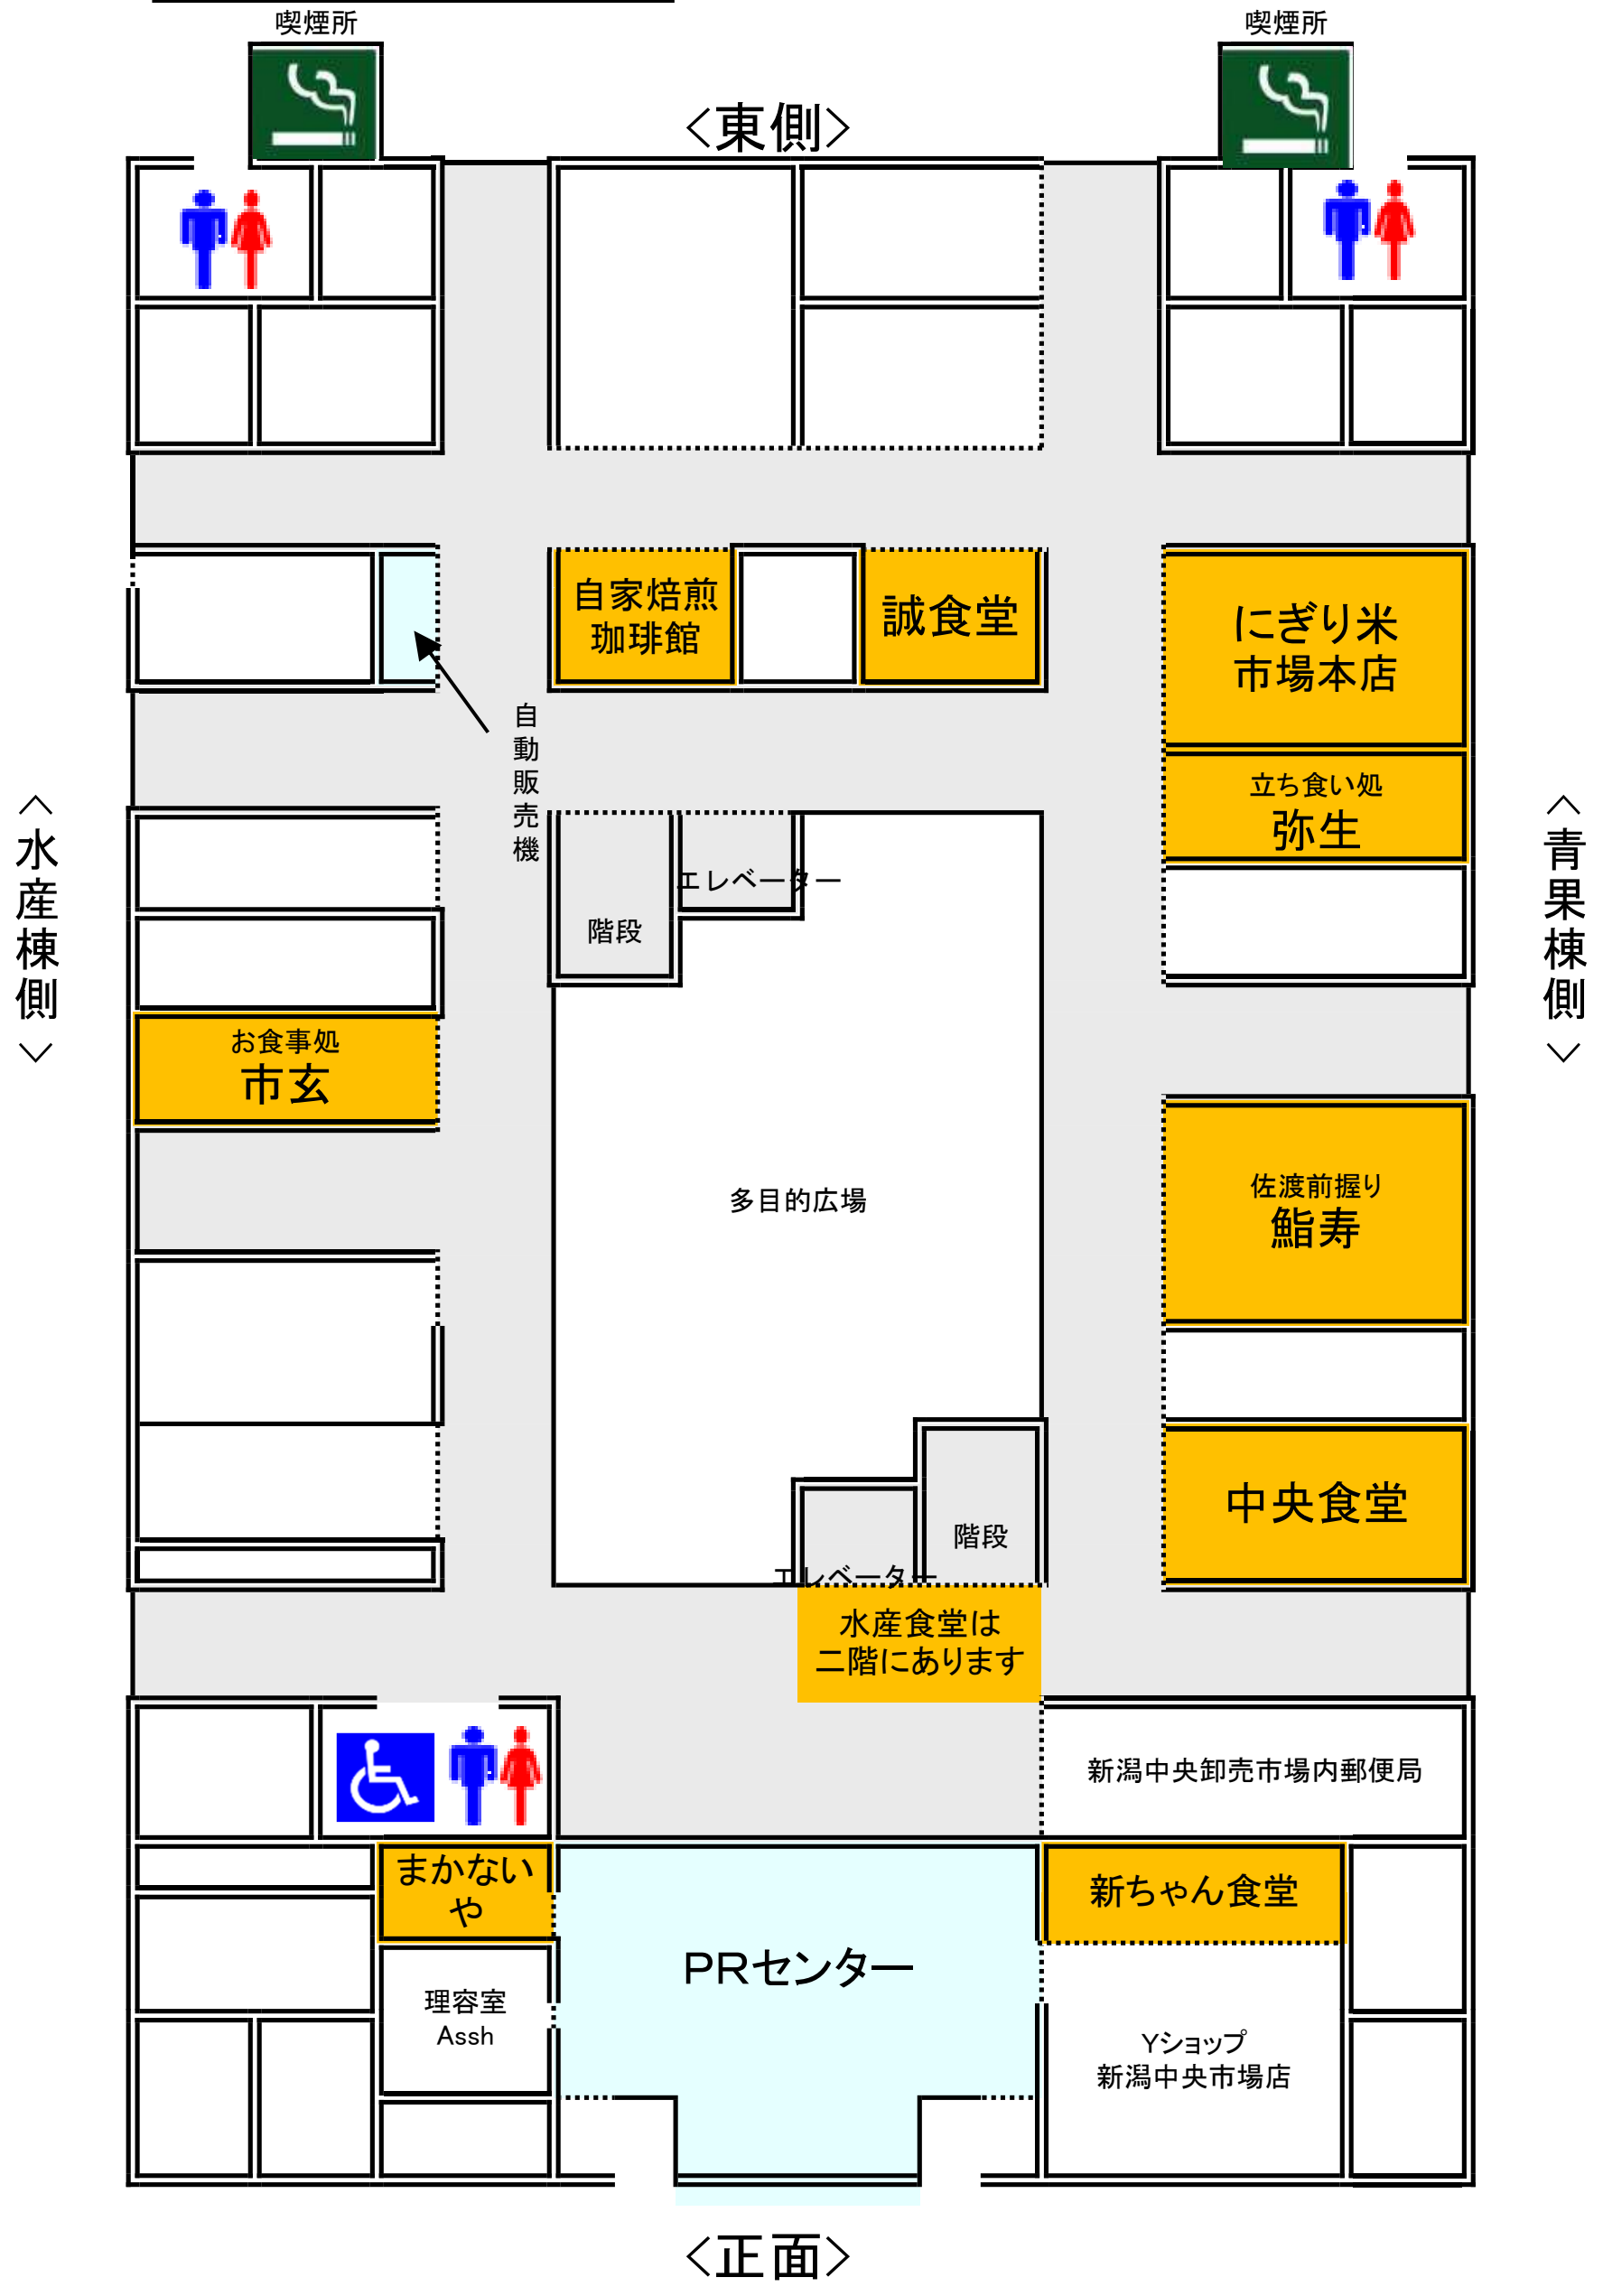 喫煙所
喫煙所
〈東側〉
自家焙煎
珈琲館
誠食堂
にぎり米
市場本店
自動販売機
立ち食い処
弥生
エレベーター
階段
〈水産棟側〉
〈青果棟側〉
お食事処
市玄
多目的広場
佐渡前握り
鮨寿
中央食堂
階段
エレベーター
水産食堂は
二階にあります
新潟中央卸売市場内郵便局
まかない
や
新ちゃん食堂
PRセンター
理容室
Assh
Yショップ
新潟中央市場店
〈正面〉